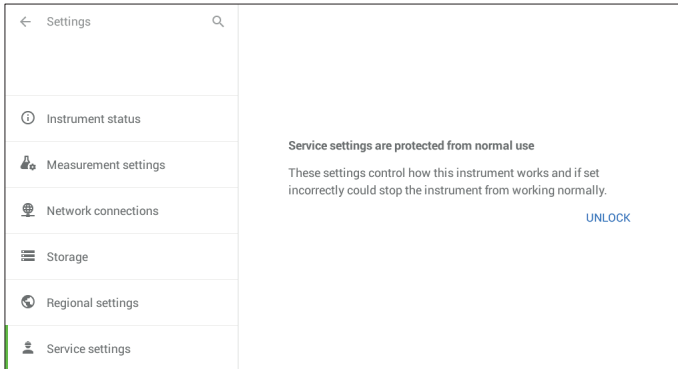 Settings
Instrument status
Measurement settings
Network connections
Storage
Regional settings
Service settings
Service settings are protected from normal use
These settings control how this instrument works and if set
incorrectly could stop the instrument from working normally.
UNLOCK